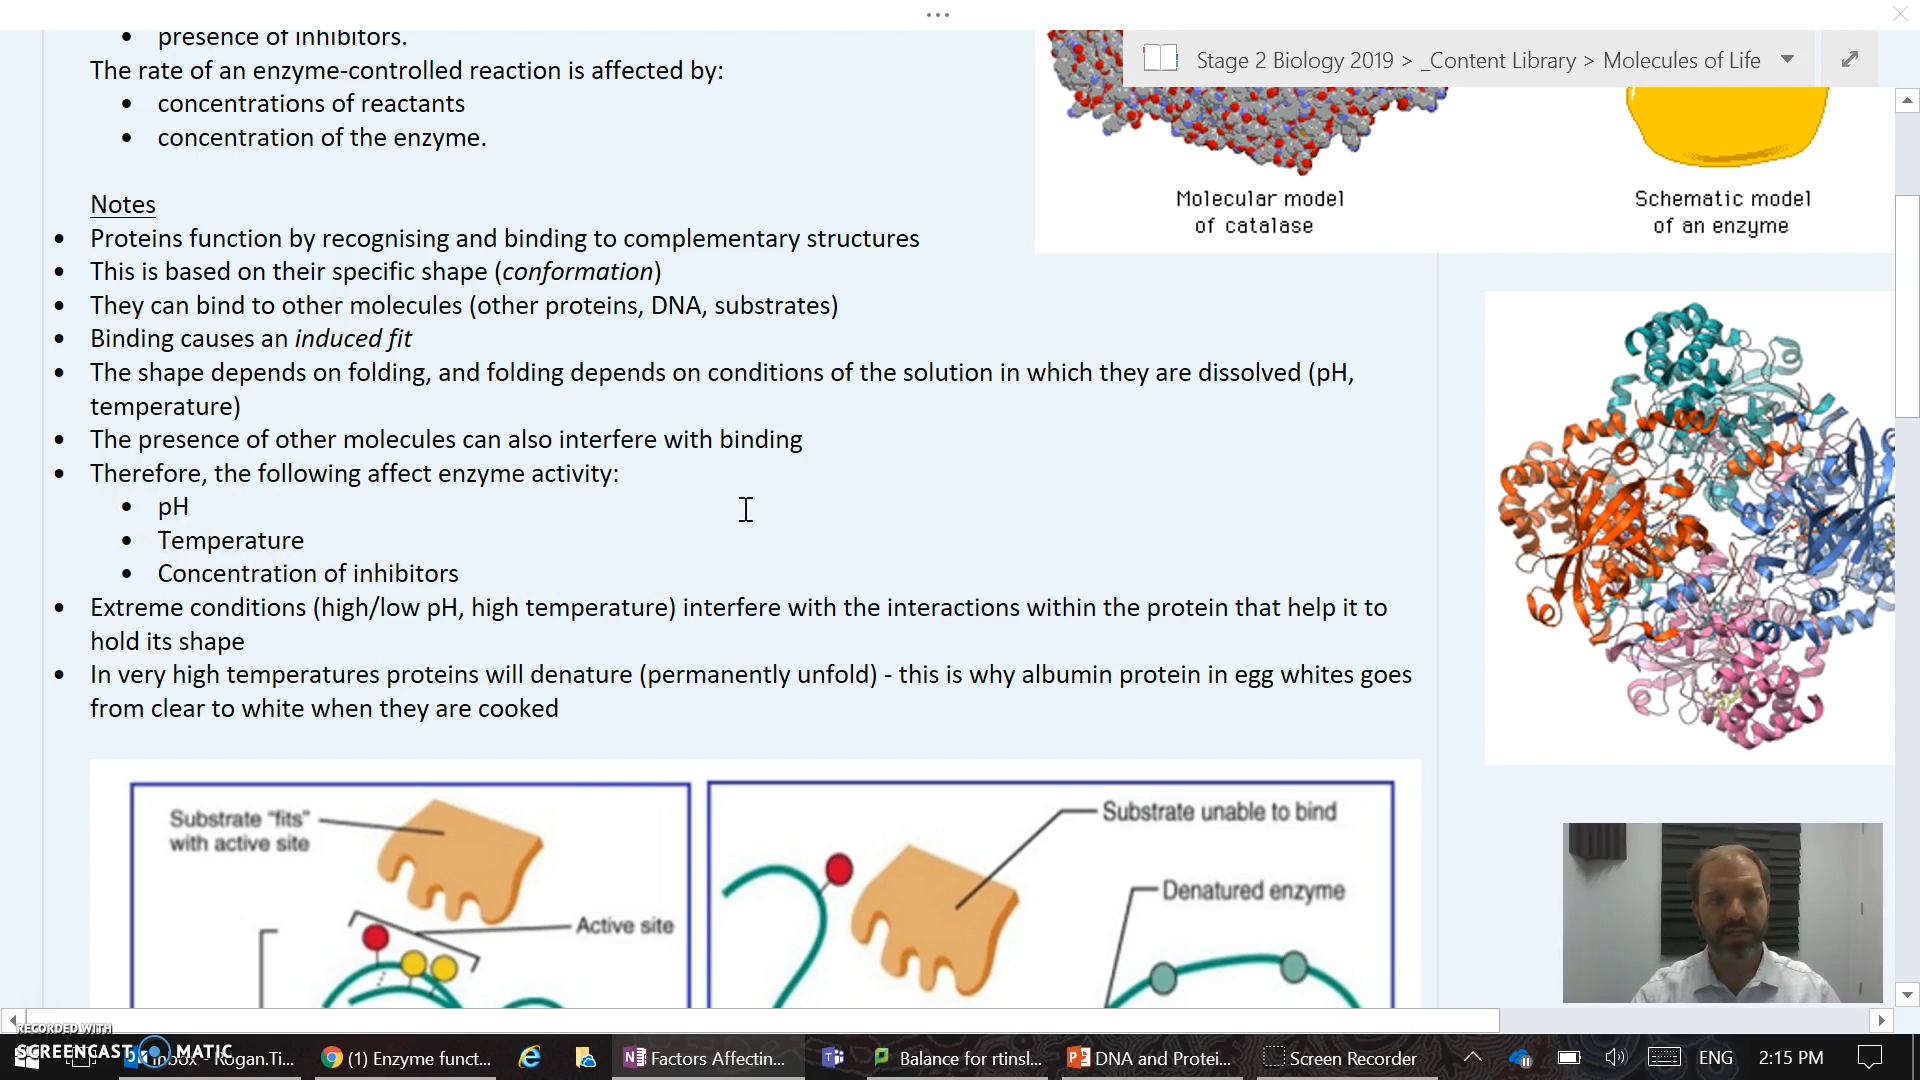 presence of inhibitors.
Stage 2 Biology 2019 > _Content Library > Molecules of Life
The rate of an enzyme-controlled reaction is affected by:
concentrations of reactants
concentration of the enzyme.
Molecular model
of catalase
Schematic model
of an enzyme
Notes
Proteins function by recognising and binding to complementary structures
This is based on their specific shape (conformation)
They can bind to other molecules (other proteins, DNA, substrates)
Binding causes an induced fit
The shape depends on folding, and folding depends on conditions of the solution in which they are dissolved (pH,
temperature)
The presence of other molecules can also interfere with binding
Therefore, the following affect enzyme activity:
pH
Temperature
Concentration of inhibitors
Extreme conditions (high/low pH, high temperature) interfere with the interactions within the protein that help it to
hold its shape
In very high temperatures proteins will denature (permanently unfold) - this is why albumin protein in egg whites goes
from clear to white when they are cooked
Substrate "fits"
with active site
Active site
Substrate unable to bind
Denatured enzyme
RECORDED WITH
SCREENCAST MATIC
Inbox - Rogan.Ti...
(1) Enzyme funct...
Factors Affectin...
Balance for rtinsl...
DNA and Protei...
Screen Recorder
ENG
2:15 PM